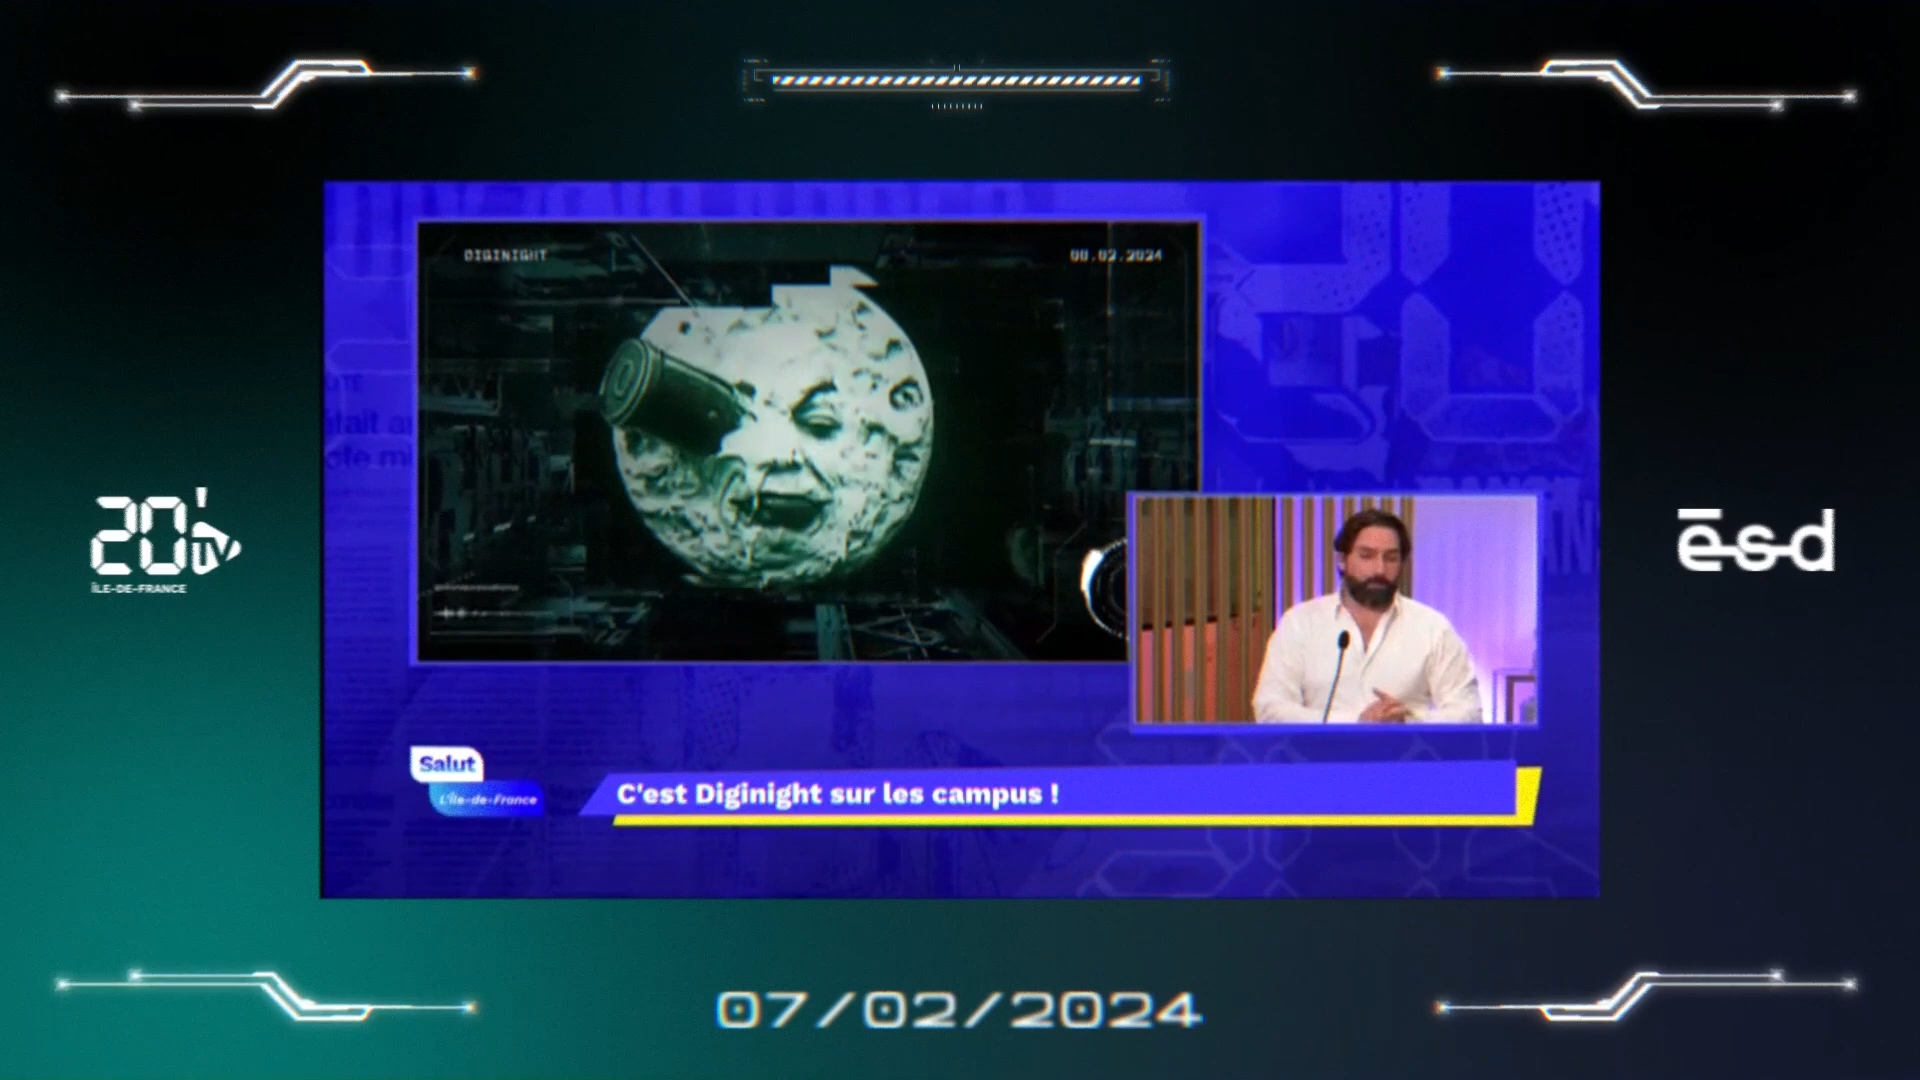 DIGINIGHT
08.02.2024
20'
TV
ÎLE-DE-FRANCE
ēsd
Salut
L'Île-de-France
C'est Diginight sur les campus !
07/02/2024